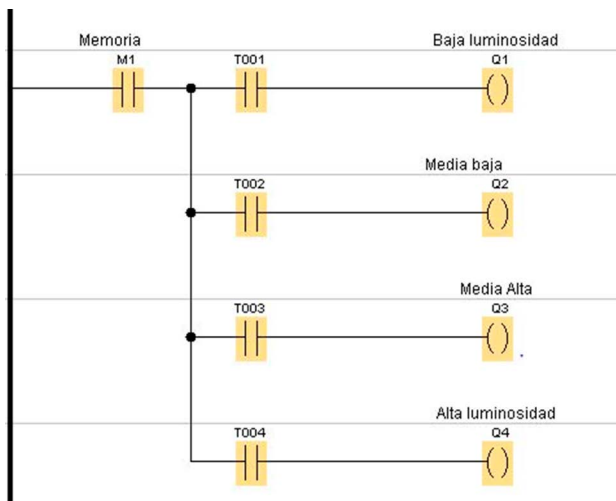 Memoria
Baja luminosidad
M1
T001
Q1
Media baja
T002
Q2
Media Alta
T003
Q3
Alta luminosidad
T004
Q4